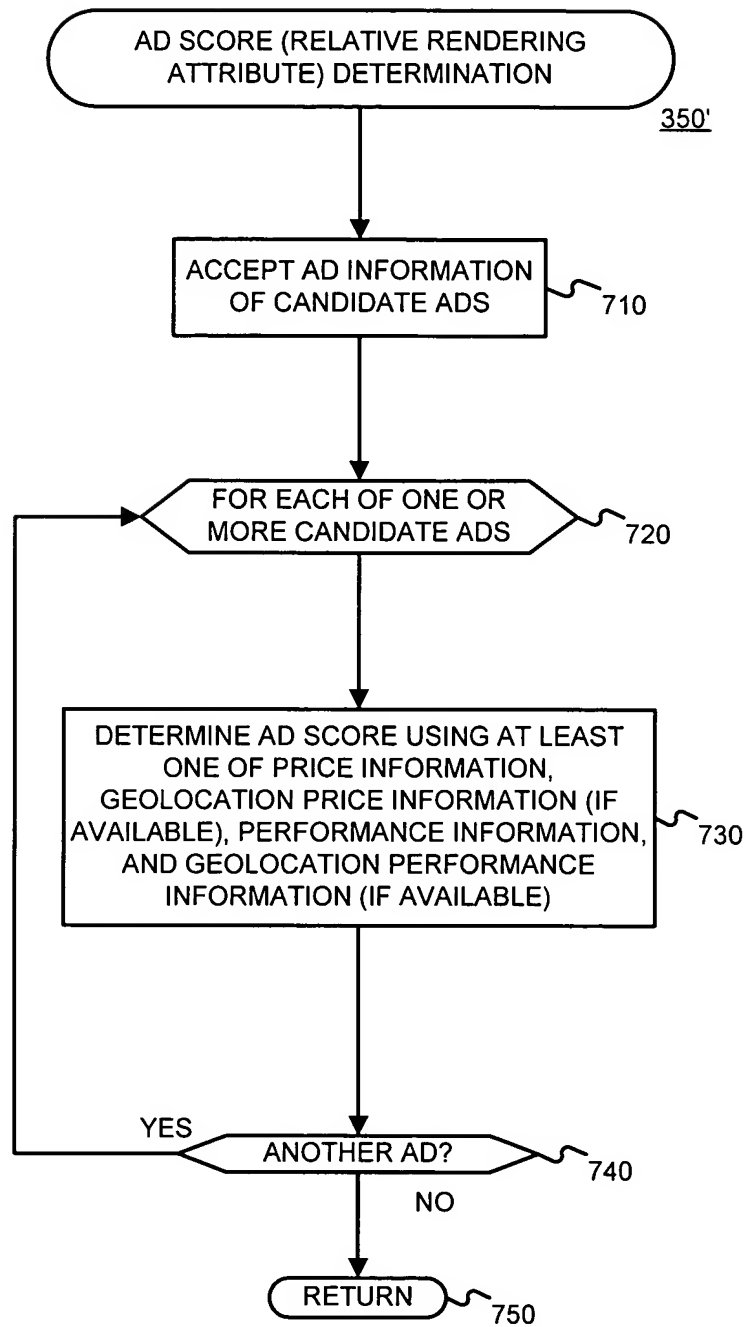 AD SCORE (RELATIVE RENDERING
ATTRIBUTE) DETERMINATION
350'
ACCEPT AD INFORMATION
OF CANDIDATE ADS
710
FOR EACH OF ONE OR
MORE CANDIDATE ADS
720
DETERMINE AD SCORE USING AT LEAST
ONE OF PRICE INFORMATION,
GEOLOCATION PRICE INFORMATION (IF
AVAILABLE), PERFORMANCE INFORMATION,
AND GEOLOCATION PERFORMANCE
INFORMATION (IF AVAILABLE)
730
YES
ANOTHER AD?
740
NO
RETURN
750